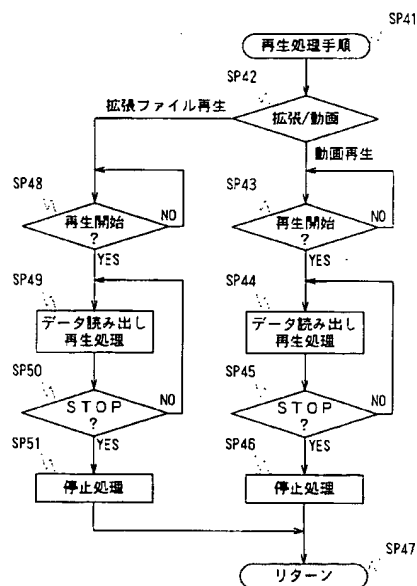 SP41
再生処理手順
SP42
拡張/動画
拡張ファイル再生
動画再生
SP48
再生開始
?
NO
YES
SP43
再生開始
?
NO
YES
SP49
データ読み出し
再生処理
SP44
データ読み出し
再生処理
SP50
STOP
?
NO
YES
SP45
STOP
?
NO
YES
SP51
停止処理
SP46
停止処理
SP47
リターン